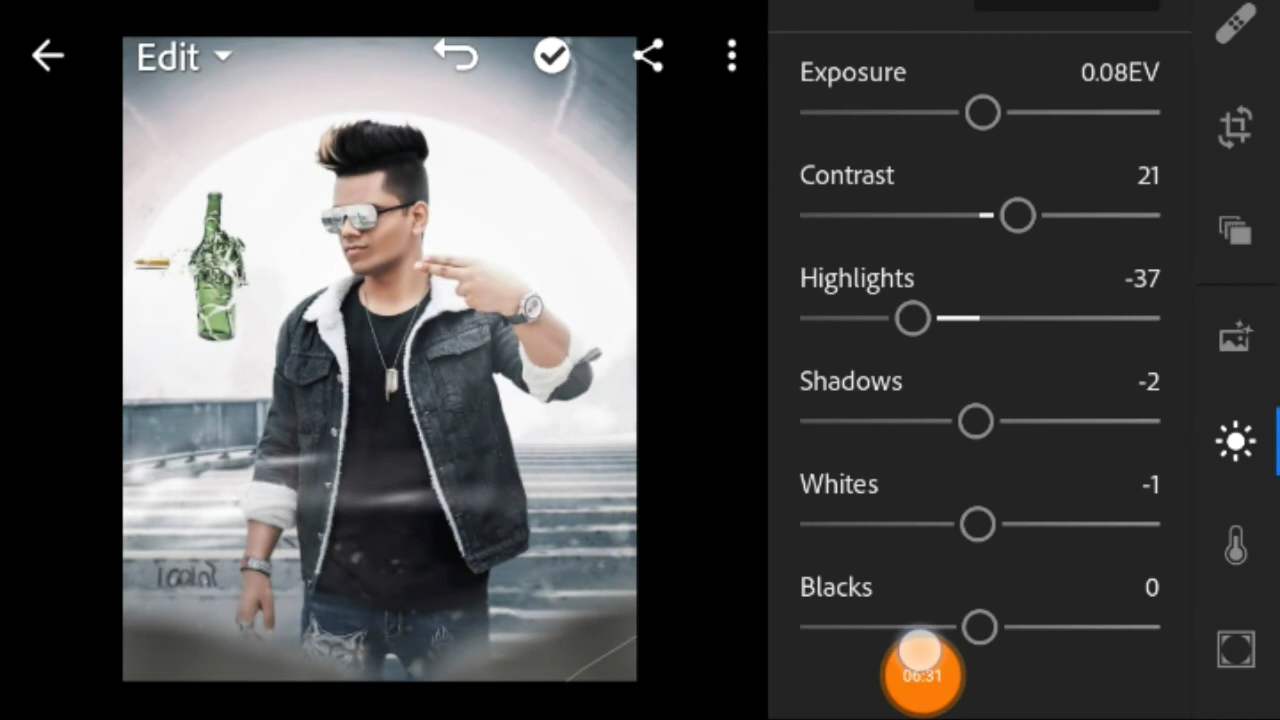 Edit
Exposure 0.08EV
Contrast 21
Highlights -37
Shadows -2
Whites -1
Blacks 0
06:31